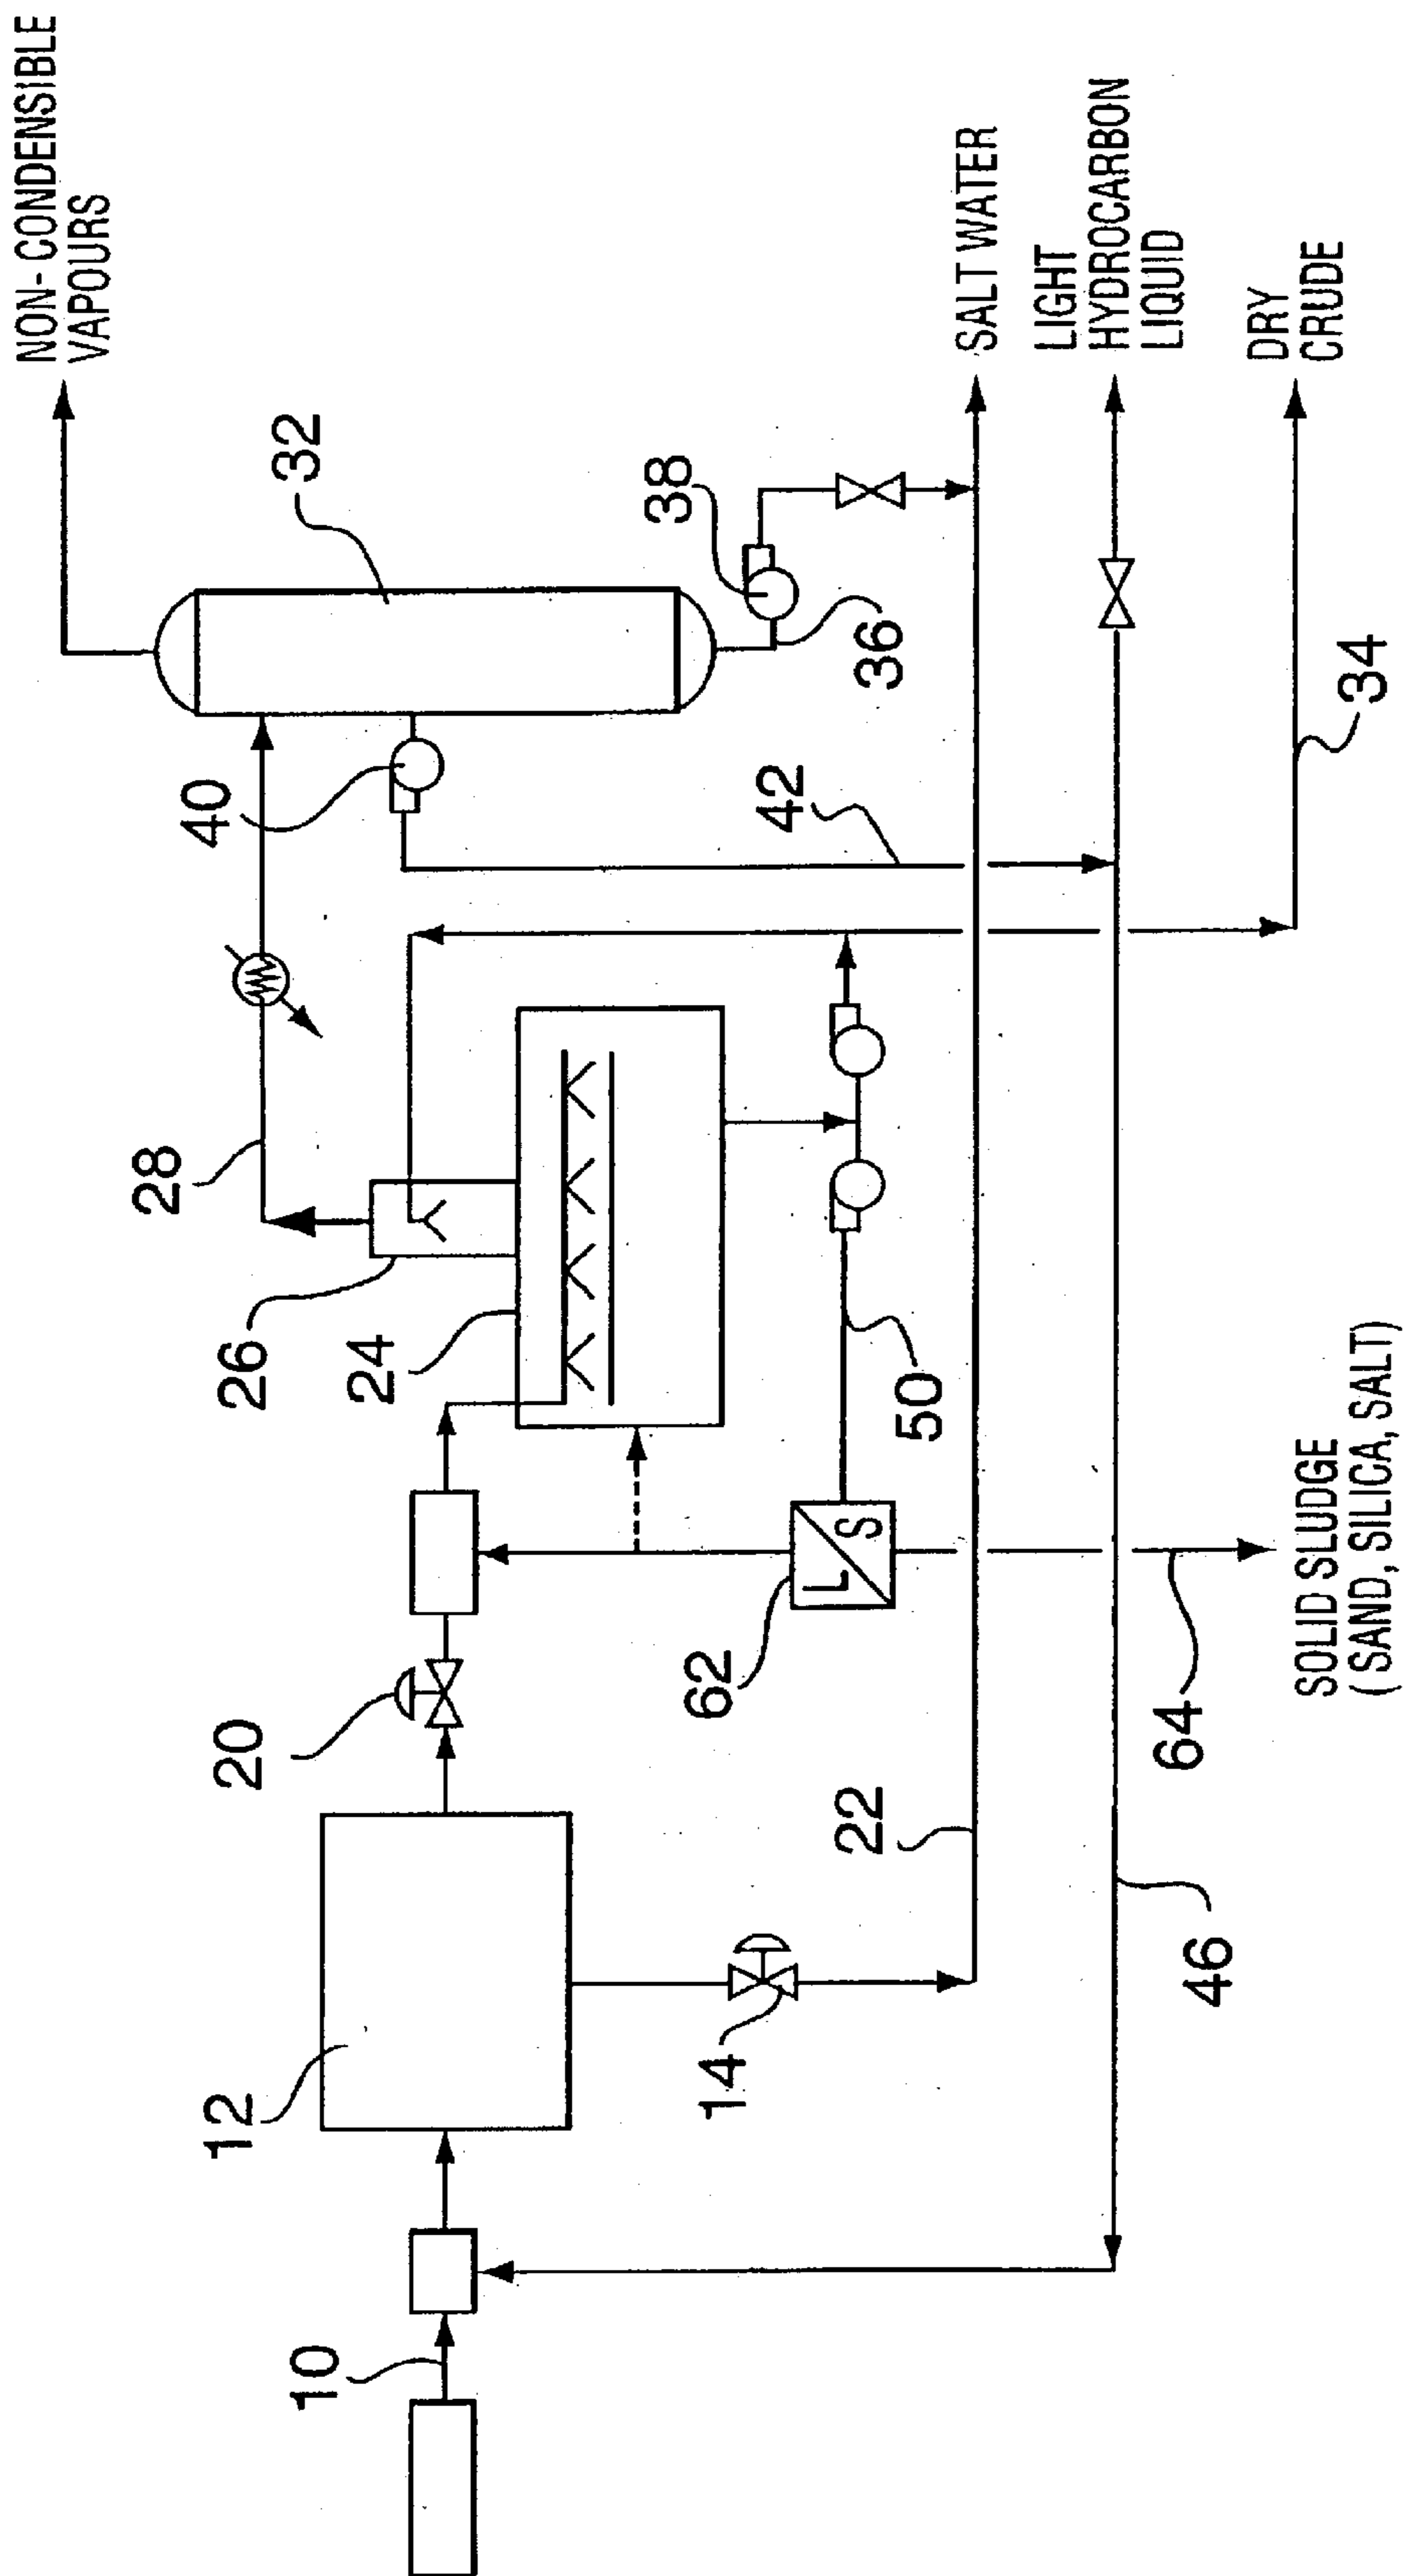 NON-CONDENSIBLE
VAPOURS
32
38
36
40
42
28
26
24
SALT WATER
LIGHT
HYDROCARBON
LIQUID
DRY
CRUDE
34
50
20
62
L
S
12
14
22
10
46
64
SOLID SLUDGE
(SAND, SILICA, SALT)